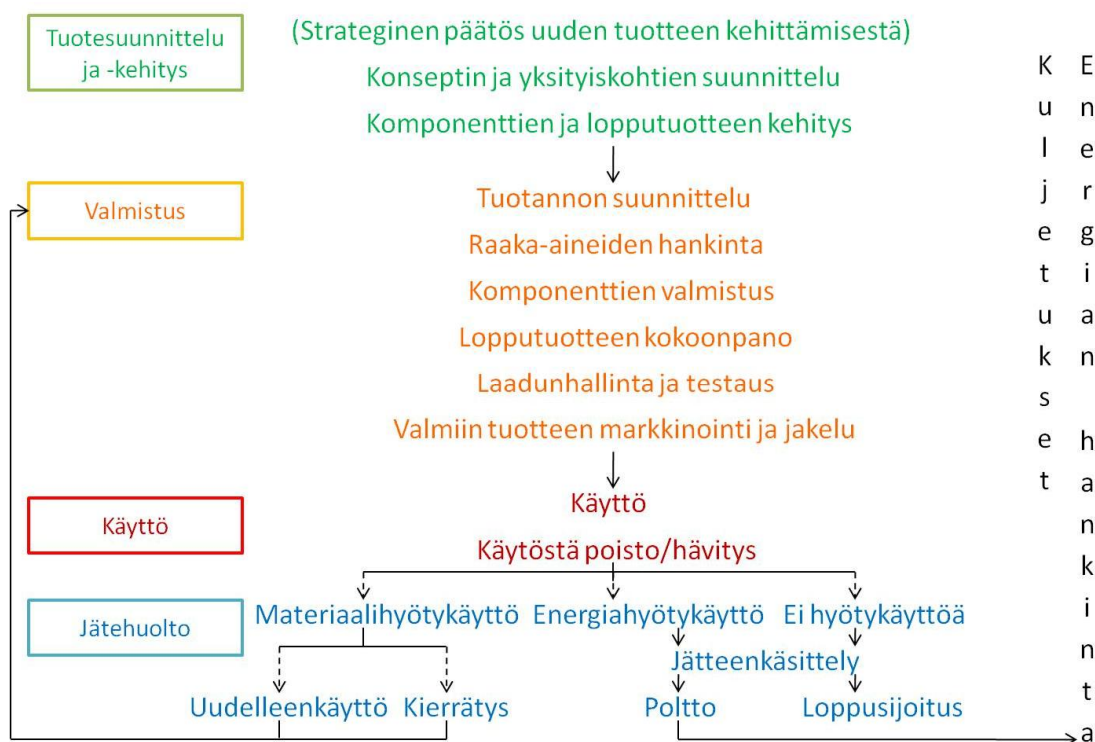 Tuotesuunnittelu
ja -kehitys
(Strateginen päätös uuden tuotteen kehittämisestä)
Konseptin ja yksityiskohtien suunnittelu
Komponenttien ja lopputuotteen kehitys
Valmistus
Tuotannon suunnittelu
Raaka-aineiden hankinta
Komponenttien valmistus
Lopputuotteen kokoonpano
Laadunhallinta ja testaus
Valmiin tuotteen markkinointi ja jakelu
Käyttö
Käyttö
Käytöstä poisto/hävitys
Jätehuolto
Materiaalihyötykäyttö Energiahyötykäyttö Ei hyötykäyttöä
Jätteenkäsittely
Uudelleenkäyttö Kierrätys Poltto Loppusijoitus
Kuljetukset
Energian hankinta